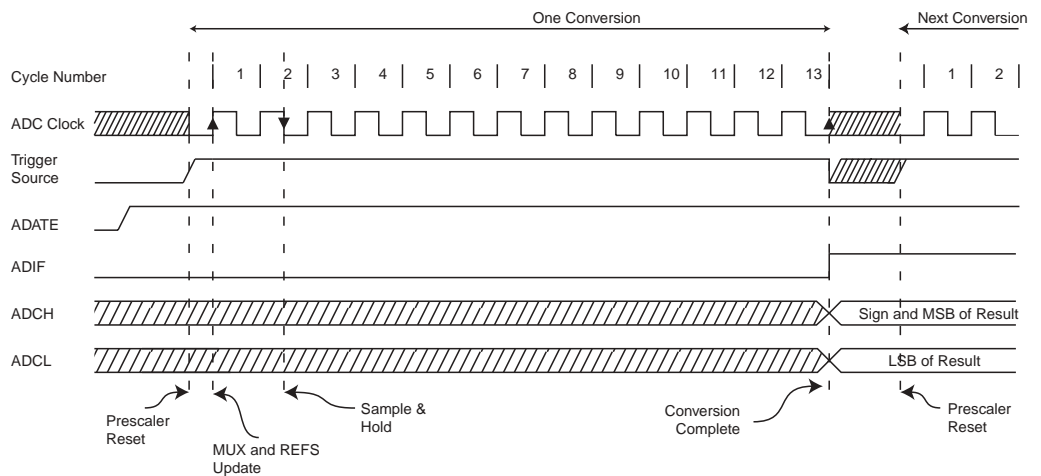 One Conversion
Next Conversion
Cycle Number
1 2 3 4 5 6 7 8 9 10 11 12 13 1 2
ADC Clock
Trigger
Source
ADATE
ADIF
ADCH
Sign and MSB of Result
ADCL
LSB of Result
Prescaler
Reset
MUX and REFS
Update
Sample &
Hold
Conversion
Complete
Prescaler
Reset